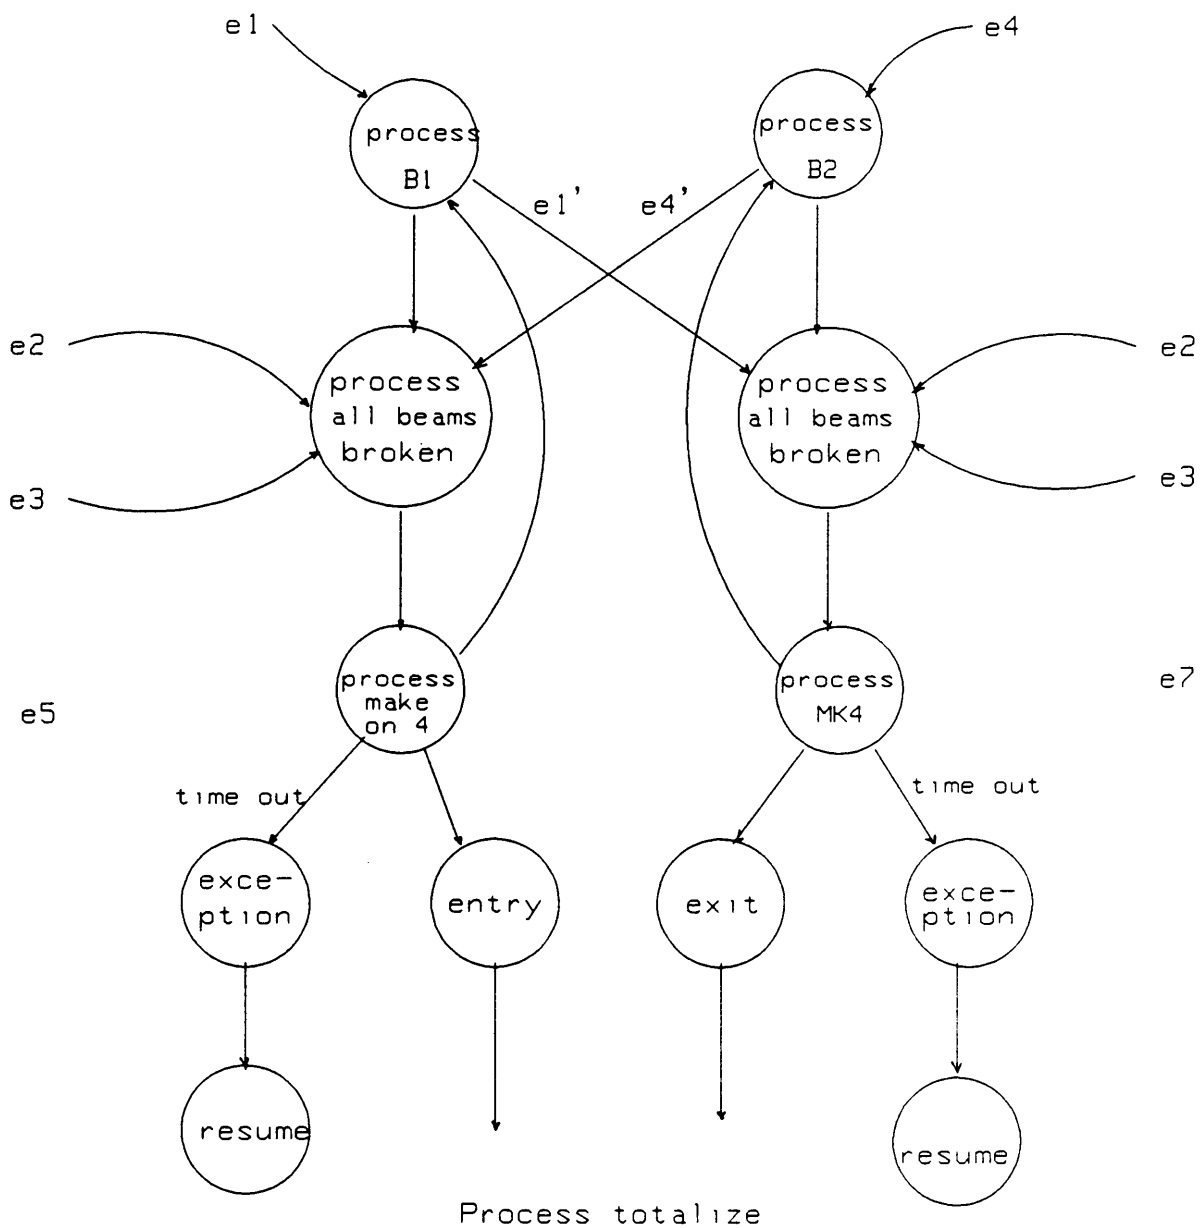 e1
e4
process
B1
process
B2
e1'
e4'
e2
e2
process
all beams
broken
process
all beams
broken
e3
e3
process
make
on 4
process
MK4
e5
e7
time out
time out
exce-
ption
entry
exit
exce-
ption
resume
resume
Process totalize